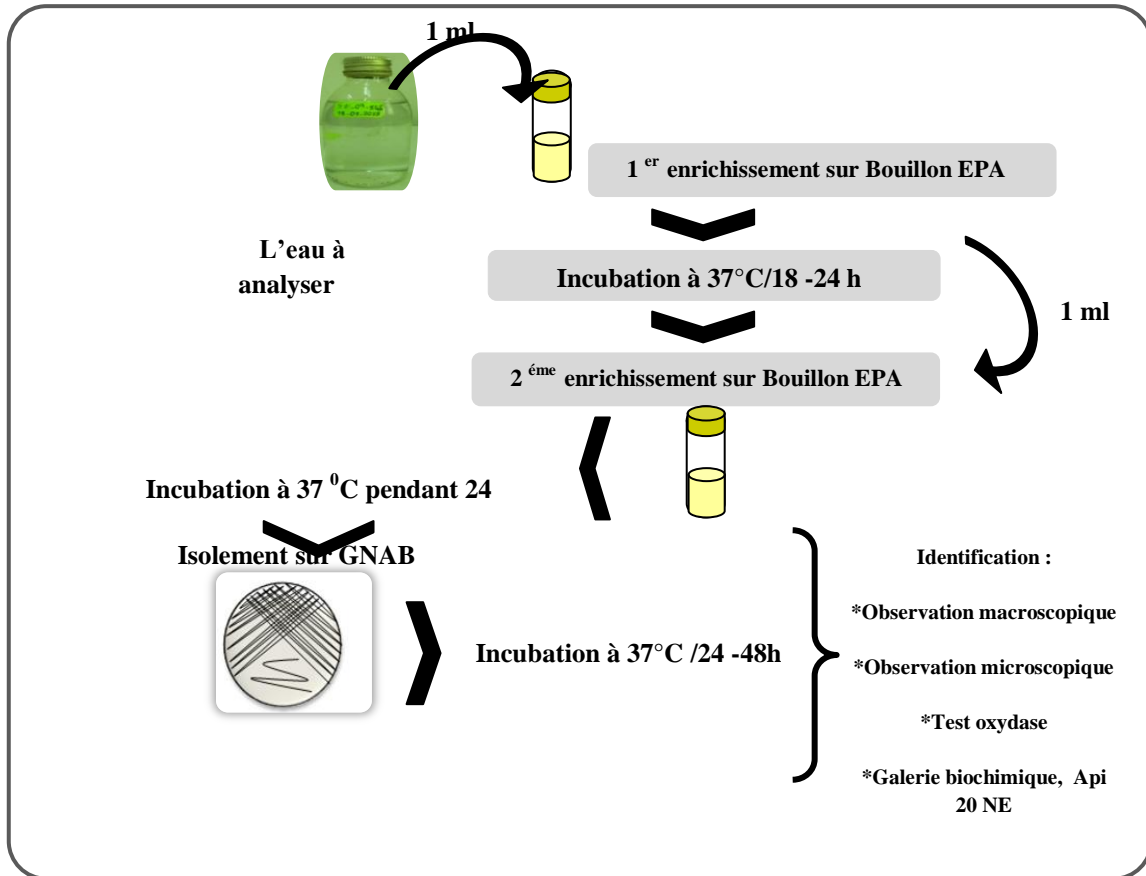 1 ml
1 er enrichissement sur Bouillon EPA
L’eau à
analyser
Incubation à 37°C/18 -24 h
1 ml
2 éme enrichissement sur Bouillon EPA
Incubation à 37 0C pendant 24
Isolement sur GNAB
Incubation à 37°C /24 -48h
Identification :
*Observation macroscopique
*Observation microscopique
*Test oxydase
*Galerie biochimique, Api
20 NE